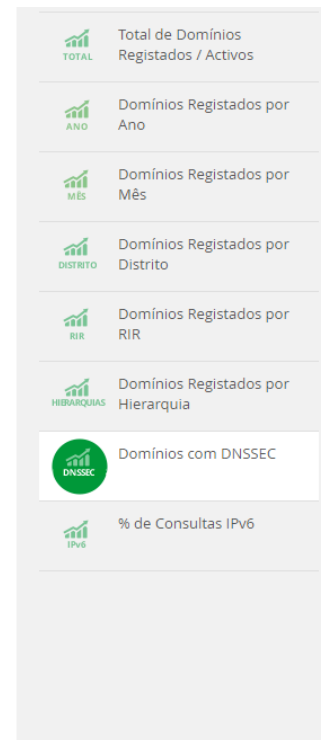 Total de Domínios
Registados / Activos
TOTAL
Domínios Registados por
Ano
ANO
Domínios Registados por
Mês
MÊS
Domínios Registados por
Distrito
DISTRITO
Domínios Registados por
RIR
RIR
Domínios Registados por
Hierarquia
HIERARQUIAS
Domínios com DNSSEC
DNSSEC
% de Consultas IPv6
IPv6